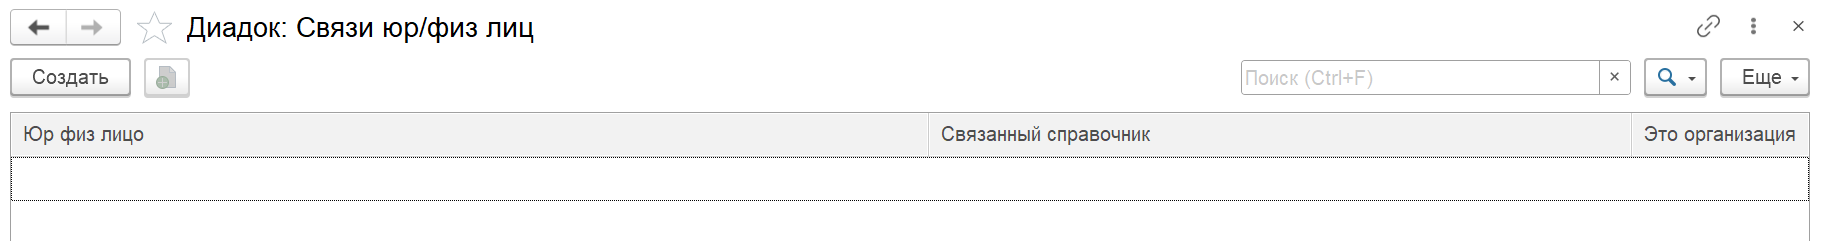 Диадок: Связи юр/физ лиц
Создать
Поиск (Ctrl+F)
Еще
Юр физ лицо Связанный справочник Это организация